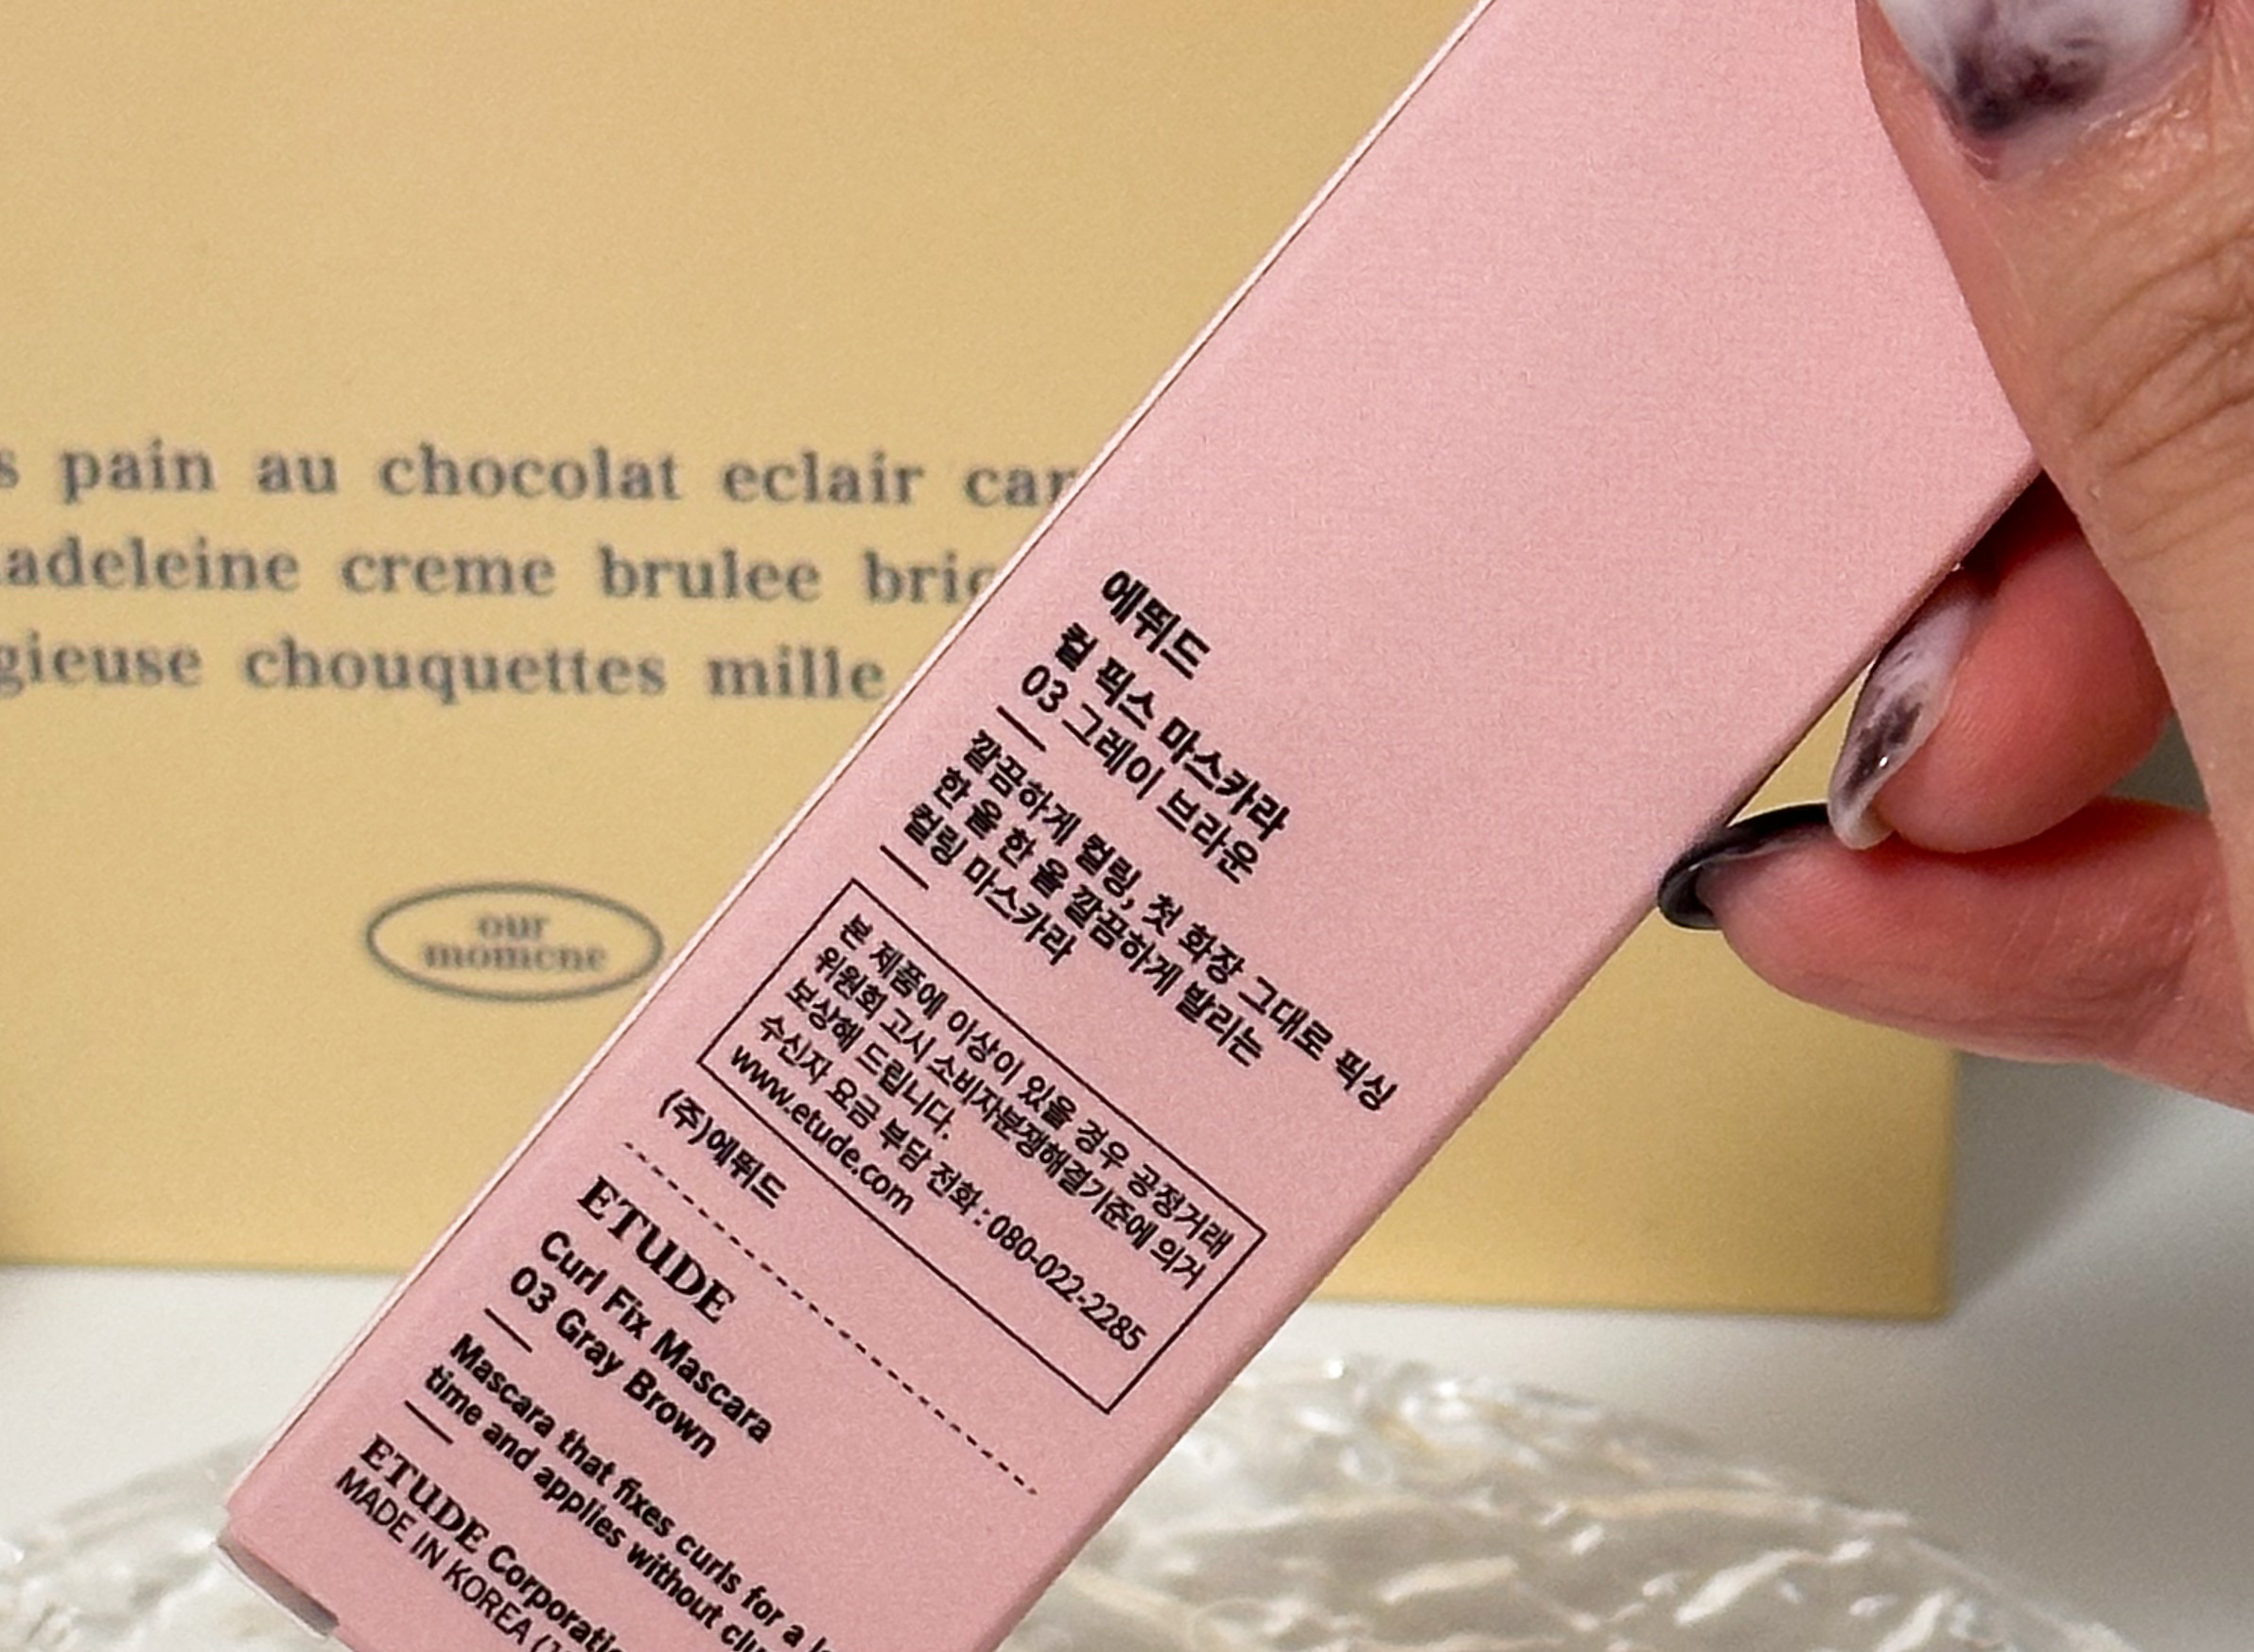 pain au chocolat eclair
creme brulee
chouquettes mille
our
momcne
에뛰드
컬 픽스 마스카라
03 그레이 브라운
깔끔하게 컬링, 첫 화장 그대로 픽싱
한 올 한 올 깔끔하게 발리는
컬링 마스카라
본 제품에 이상이 있을 경우 공정거래
위원회 고시 소비자분쟁해결기준에 의거
보상해 드립니다.
수신자 요금 부담 전화 : 080-022-2285
www.etude.com
(주)에뛰드
ETUDE
Curl Fix Mascara
03 Gray Brown
Mascara that fixes curls for a
time and applies without
ETUDE
MADE IN KOREA